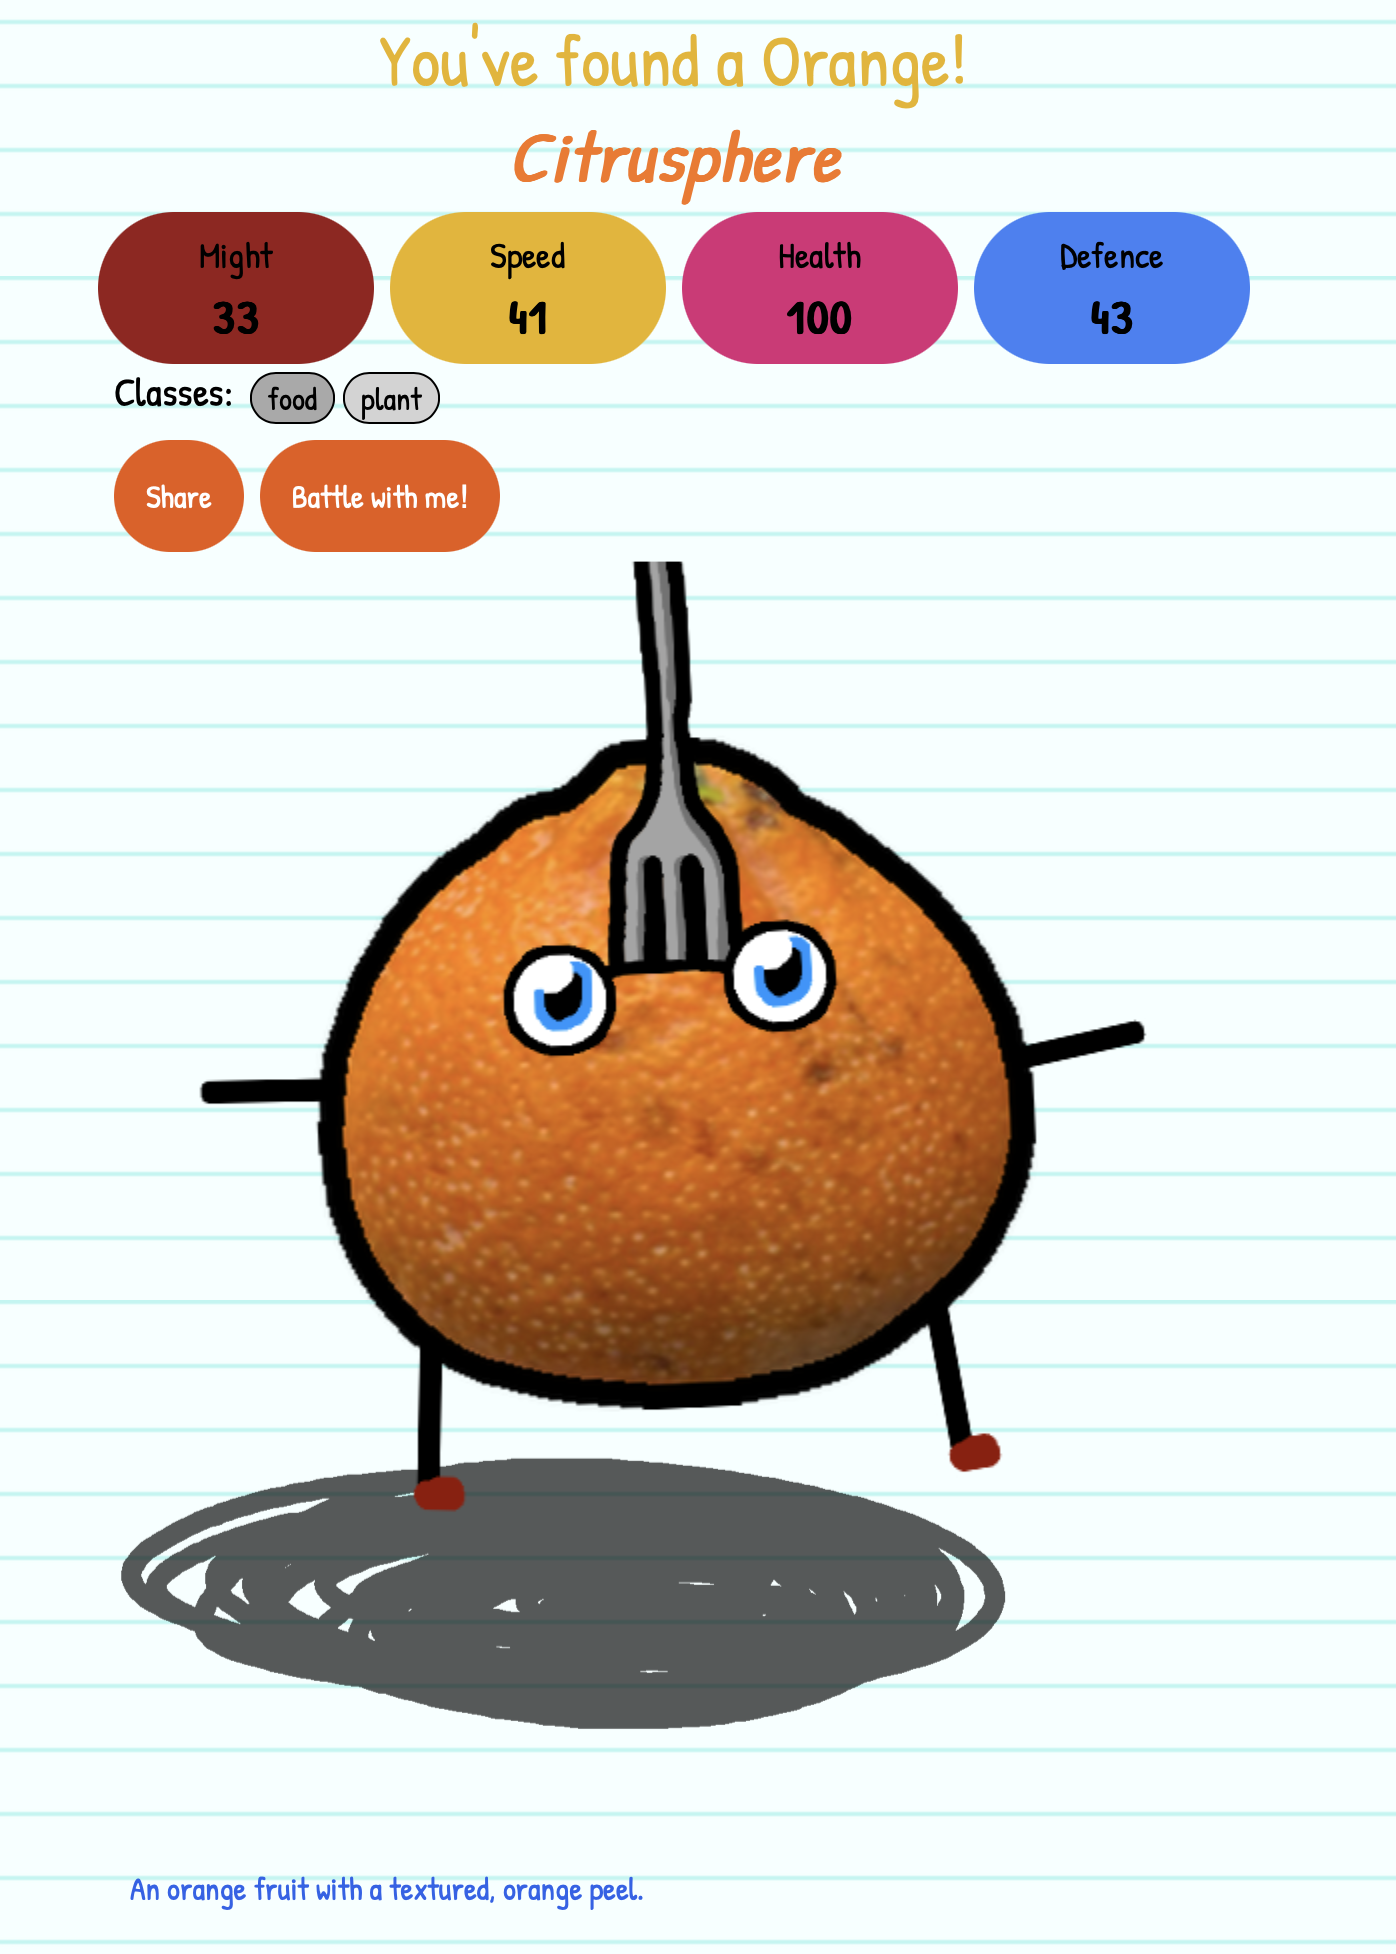 You've found a Orange!
Citrusphere
Might Speed Health Defence
33 41 100 43
Classes: food plant
Share Battle with me!
An orange fruit with a textured, orange peel.